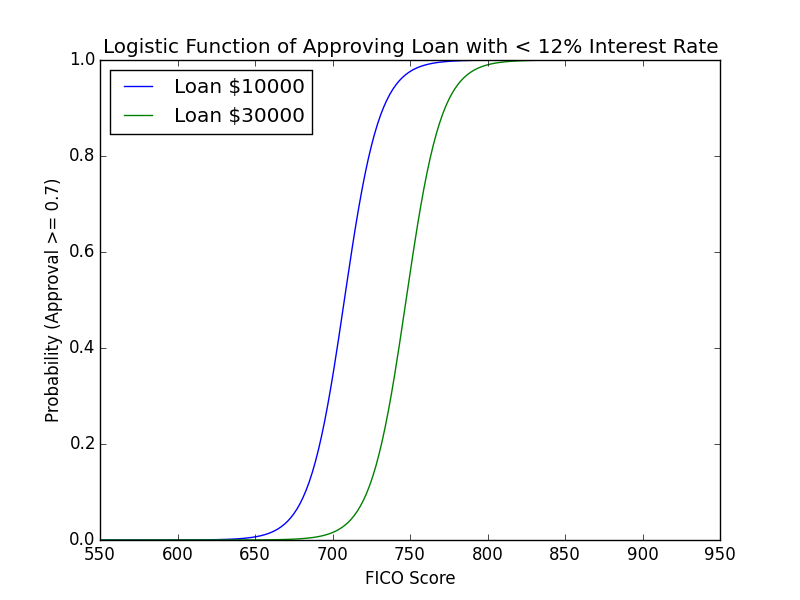 Logistic Function of Approving Loan with < 12% Interest Rate
Loan $10000
Loan $30000
1.0
0.8
0.6
0.4
0.2
0.0
Probability (Approval >= 0.7)
550 600 650 700 750 800 850 900 950
FICO Score